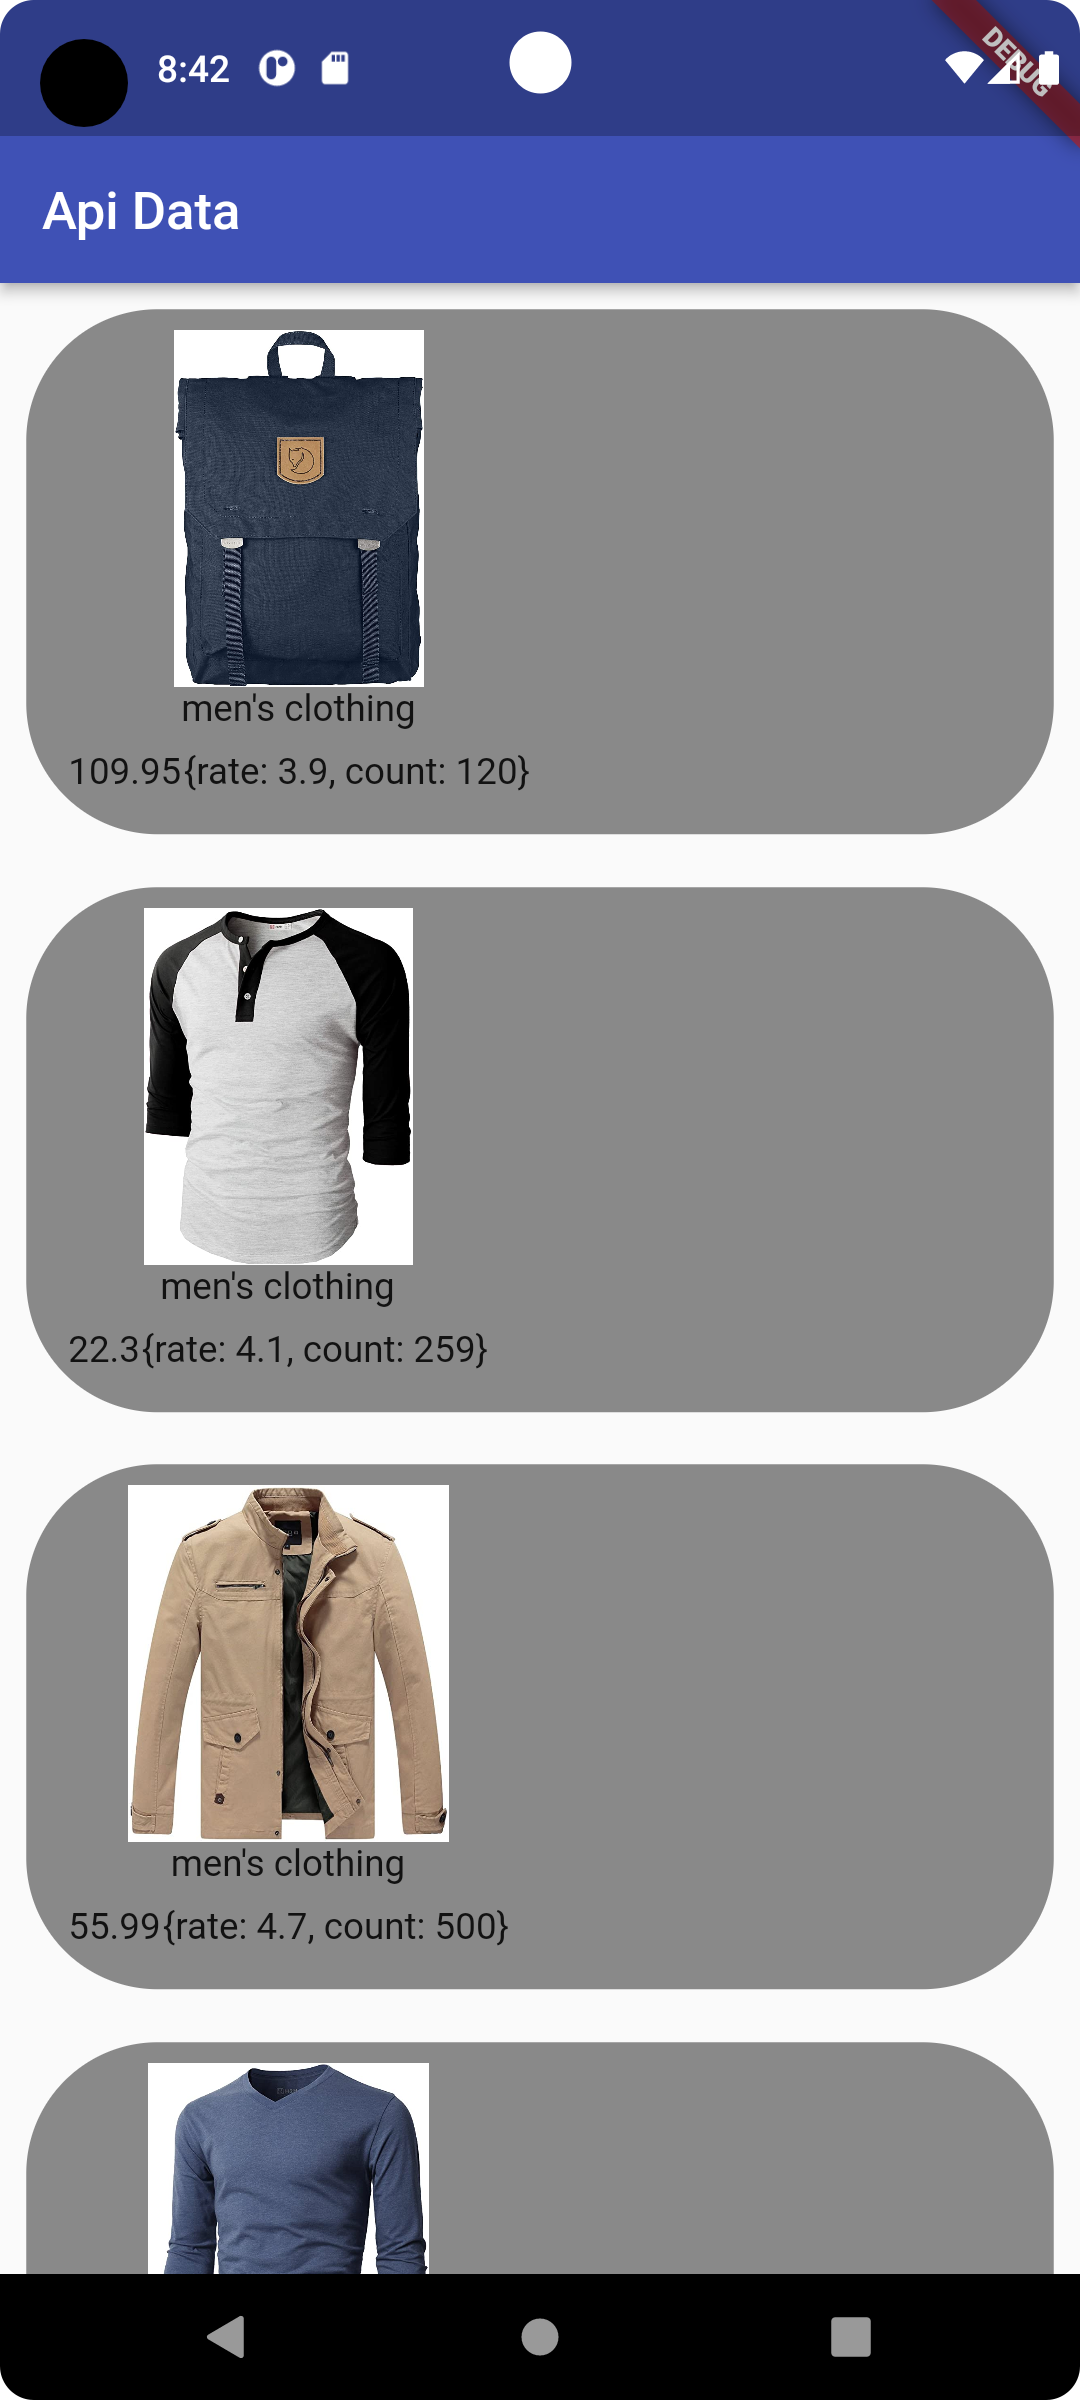 8:42
DEBUG
Api Data
men's clothing
109.95{rate: 3.9, count: 120}
men's clothing
22.3{rate: 4.1, count: 259}
men's clothing
55.99{rate: 4.7, count: 500}